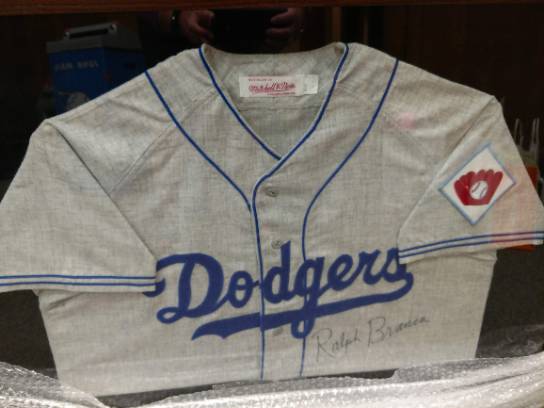 Mitchell & Ness
Dodgers
Ralph Branca